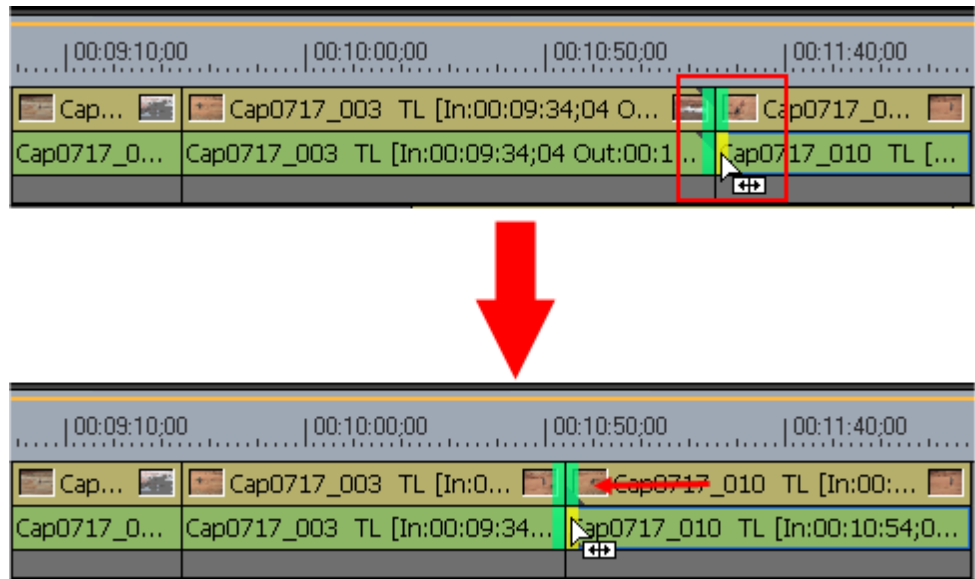 00:09:10;00 00:10:00;00 00:10:50;00 00:11:40;00
Cap... Cap0717_003 TL [In:00:09:34;04 O... Cap0717_0...
Cap0717_0... Cap0717_003 TL [In:00:09:34;04 Out:00:1... Cap0717_010 TL [...
00:09:10;00 00:10:00;00 00:10:50;00 00:11:40;00
Cap... Cap0717_003 TL [In:0... Cap0717_010 TL [In:00:...
Cap0717_0... Cap0717_003 TL [In:00:09:34... Cap0717_010 TL [In:00:10:54;0...